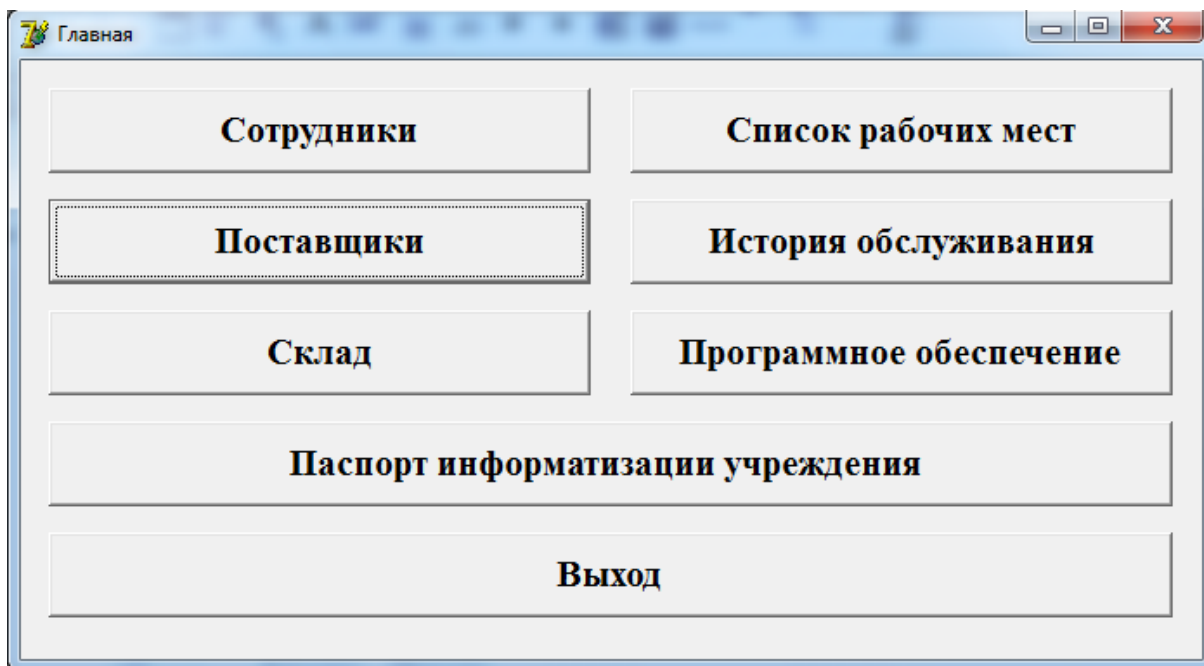 Главная
Сотрудники
Список рабочих мест
Поставщики
История обслуживания
Склад
Программное обеспечение
Паспорт информатизации учреждения
Выход